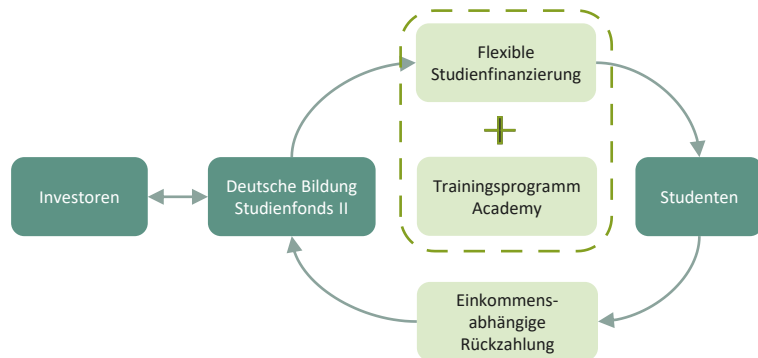 Flexible
Studienfinanzierung
Investoren
Deutsche Bildung
Studienfonds II
Trainingsprogramm
Academy
Studenten
Einkommens-
abhängige
Rückzahlung